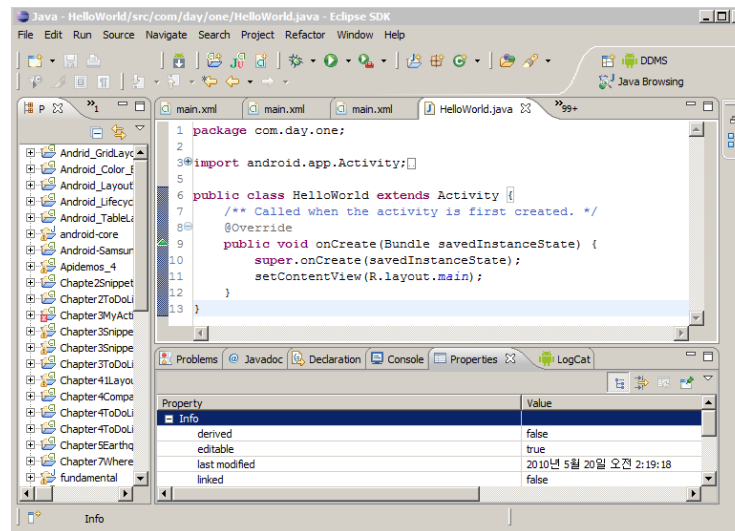 Java - HelloWorld/src/com/day/one/HelloWorld.java - Eclipse SDK
File Edit Run Source Navigate Search Project Refactor Window Help
DDMS
Java Browsing
P »1
main.xml main.xml main.xml HelloWorld.java »99+
Andrid_GridLayc
Android_Color_E
Android_Layout
Android_Lifecycl
Android_TableLa
android-core
Android-Samsur
Apidemos_4
Chapte2Snippet
Chapter2ToDoLi
Chapter3MyActi
Chapter3Snippe
Chapter3Snippe
Chapter3ToDoLi
Chapter41Layou
Chapter4Compa
Chapter4ToDoLi
Chapter4ToDoLi
Chapter5Earthq
Chapter7Where
fundamental
1 package com.day.one;
2
3 import android.app.Activity;
5
6 public class HelloWorld extends Activity {
7 /** Called when the activity is first created. */
8 @Override
9 public void onCreate(Bundle savedInstanceState) {
10 super.onCreate(savedInstanceState);
11 setContentView(R.layout.main);
12 }
13 }
Problems @ Javadoc Declaration Console Properties LogCat
Property Value
Info
derived false
editable true
last modified 2010년 5월 20일 오전 2:19:18
linked false
Info